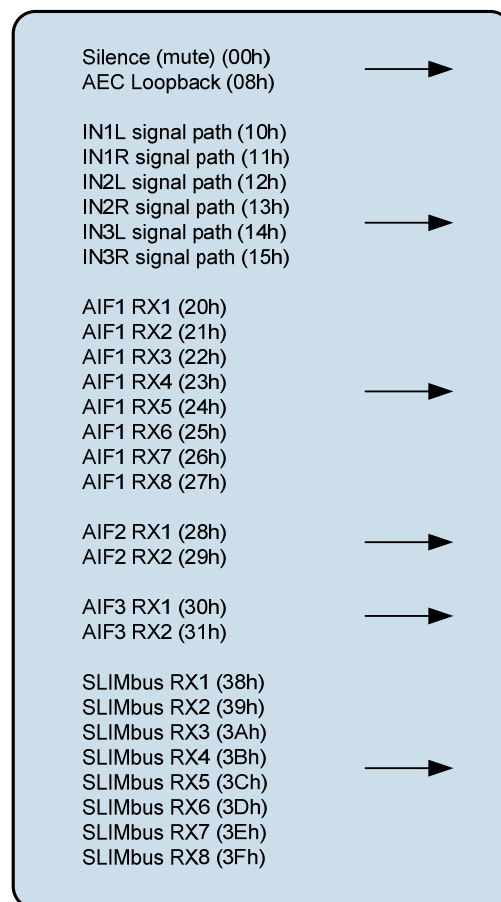 Silence (mute) (00h)
AEC Loopback (08h)
IN1L signal path (10h)
IN1R signal path (11h)
IN2L signal path (12h)
IN2R signal path (13h)
IN3L signal path (14h)
IN3R signal path (15h)
AIF1 RX1 (20h)
AIF1 RX2 (21h)
AIF1 RX3 (22h)
AIF1 RX4 (23h)
AIF1 RX5 (24h)
AIF1 RX6 (25h)
AIF1 RX7 (26h)
AIF1 RX8 (27h)
AIF2 RX1 (28h)
AIF2 RX2 (29h)
AIF3 RX1 (30h)
AIF3 RX2 (31h)
SLIMbus RX1 (38h)
SLIMbus RX2 (39h)
SLIMbus RX3 (3Ah)
SLIMbus RX4 (3Bh)
SLIMbus RX5 (3Ch)
SLIMbus RX6 (3Dh)
SLIMbus RX7 (3Eh)
SLIMbus RX8 (3Fh)